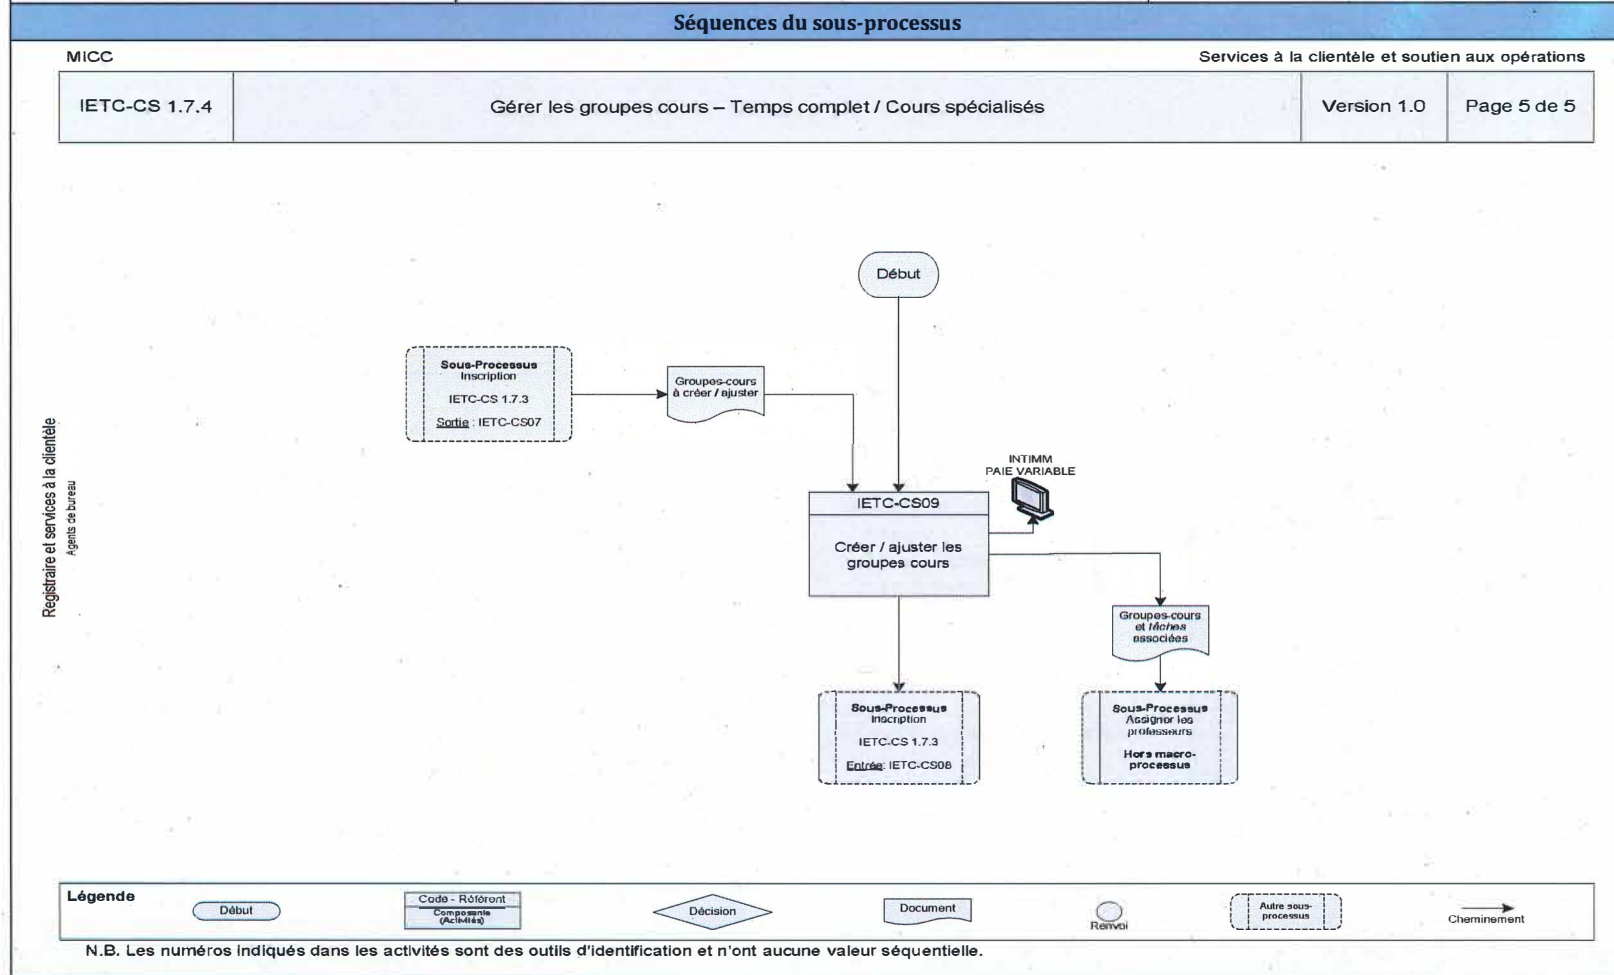 Séquences du sous-processus
MICC
Services à la clientèle et soutien aux opérations
IETC-CS 1.7.4
Gérer les groupes cours – Temps complet / Cours spécialisés
Version 1.0
Page 5 de 5
Registraire et services à la clientèle
Agents de bureau
Début
Sous-Processus
Inscription
IETC-CS 1.7.3
Sortie : IETC-CS07
Groupes-cours
à créer / ajuster
INTIMM
PAIE VARIABLE
IETC-CS09
Créer / ajuster les
groupes cours
Groupes-cours
et tâches
associées
Sous-Processus
Inscription
IETC-CS 1.7.3
Entrée: IETC-CS08
Sous-Processus
Assigner les
professeurs
Hors macro-
processus
Légende
Début
Code - Référent
Composante
(Activités)
Décision
Document
Renvoi
Autre sous-
processus
Cheminement
N.B. Les numéros indiqués dans les activités sont des outils d'identification et n'ont aucune valeur séquentielle.